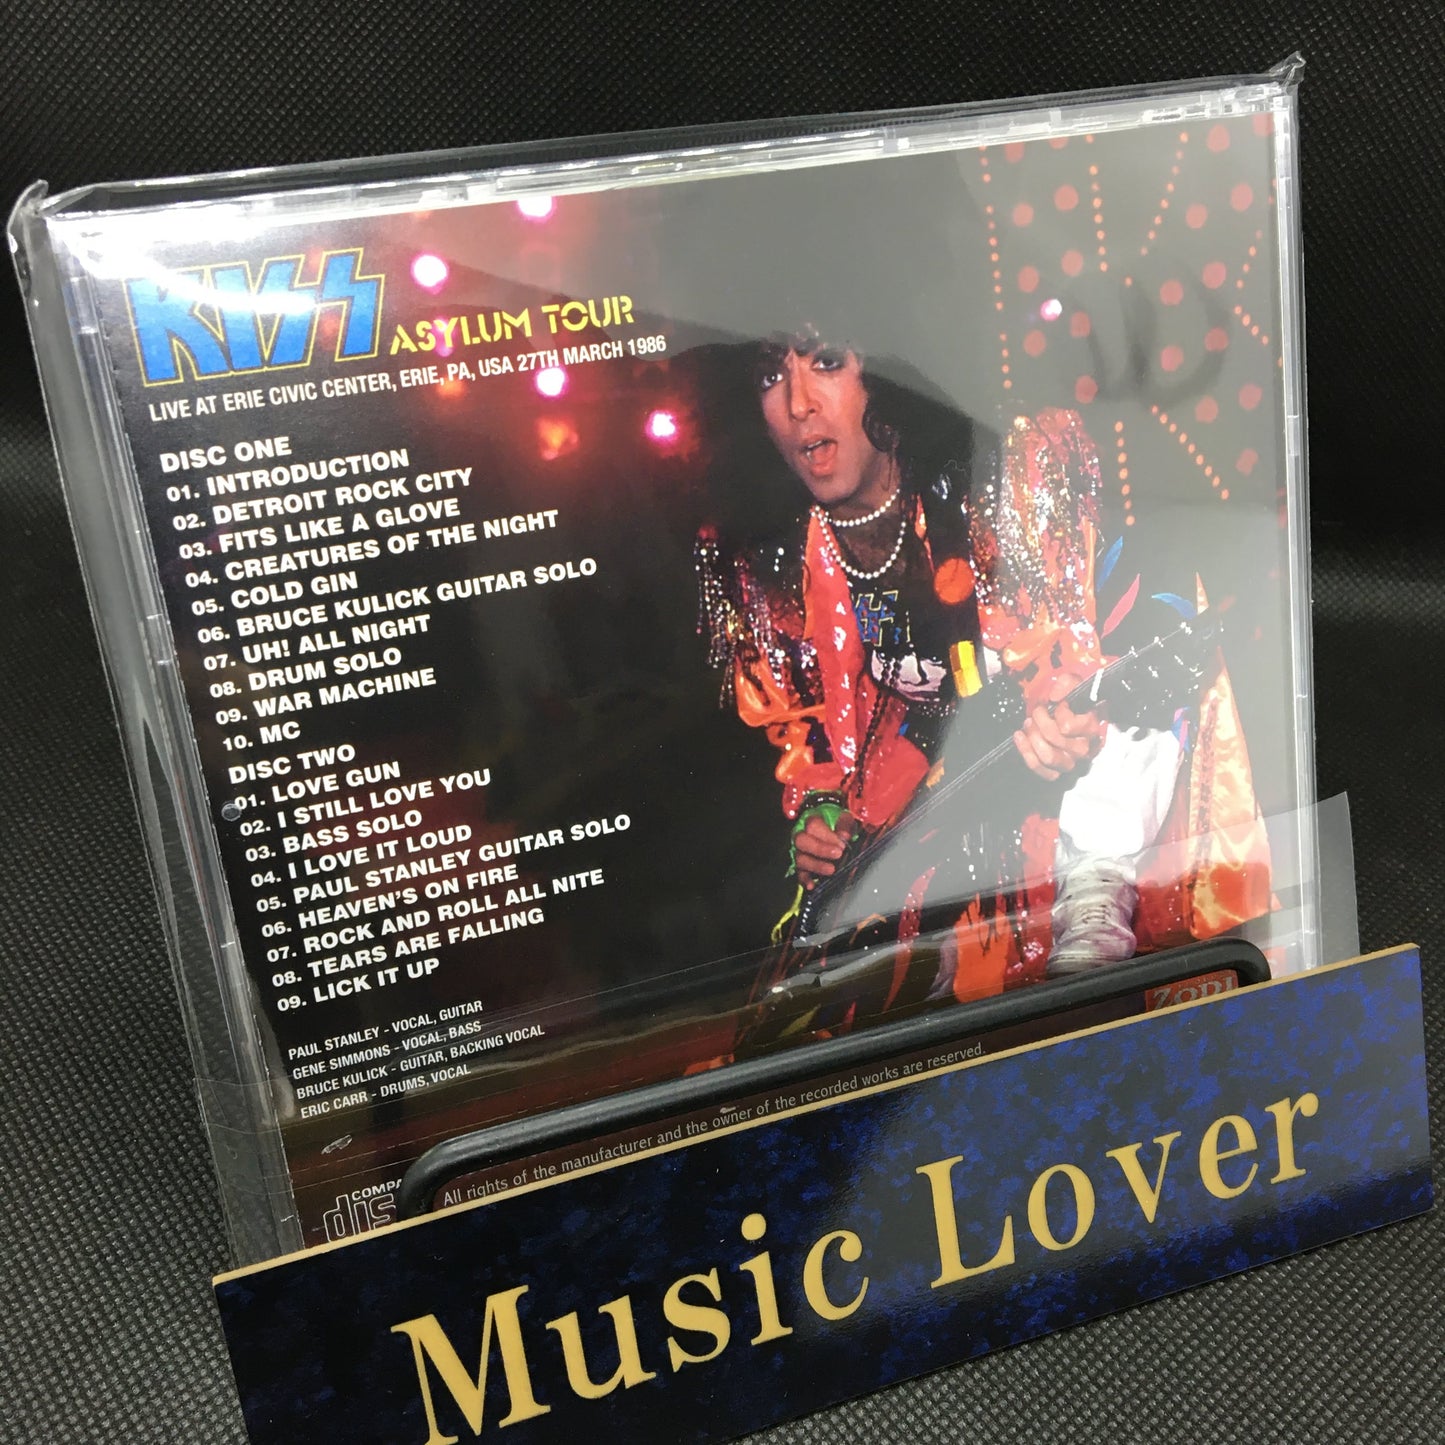 KISS
ASYLUM TOUR
LIVE AT ERIE CIVIC CENTER, ERIE, PA, USA 27TH MARCH 1986
DISC ONE
01. INTRODUCTION
02. DETROIT ROCK CITY
03. FITS LIKE A GLOVE
04. CREATURES OF THE NIGHT
05. COLD GIN
06. BRUCE KULICK GUITAR SOLO
07. UH! ALL NIGHT
08. DRUM SOLO
09. WAR MACHINE
10. MC
DISC TWO
01. LOVE GUN
02. I STILL LOVE YOU
03. BASS SOLO
04. I LOVE IT LOUD
05. PAUL STANLEY GUITAR SOLO
06. HEAVEN'S ON FIRE
07. ROCK AND ROLL ALL NITE
08. TEARS ARE FALLING
09. LICK IT UP
PAUL STANLEY - VOCAL, GUITAR
GENE SIMMONS - VOCAL, BASS
BRUCE KULICK - GUITAR, BACKING VOCAL
ERIC CARR - DRUMS, VOCAL
COMPA
dis
All rights of the manufacturer and the owner of the recorded works are reserved.
Music Lover